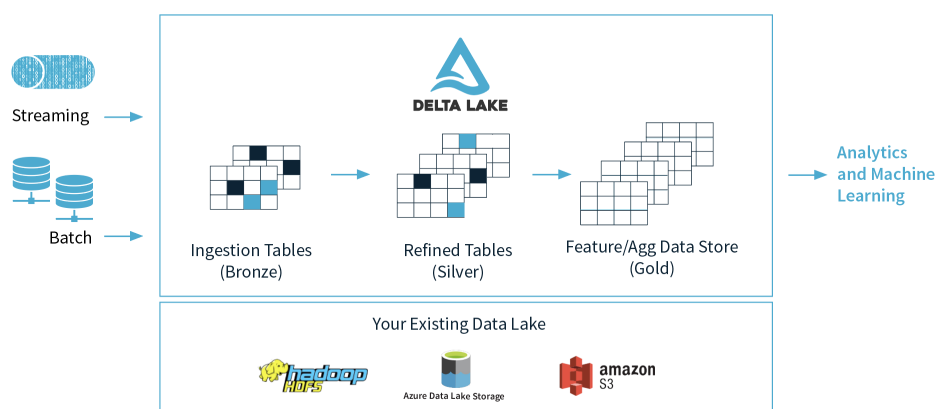 DELTA LAKE
Streaming
Batch
Ingestion Tables
(Bronze)
Refined Tables
(Silver)
Feature/Agg Data Store
(Gold)
Analytics
and Machine
Learning
Your Existing Data Lake
hadoop
HDFS
Azure Data Lake Storage
amazon
S3